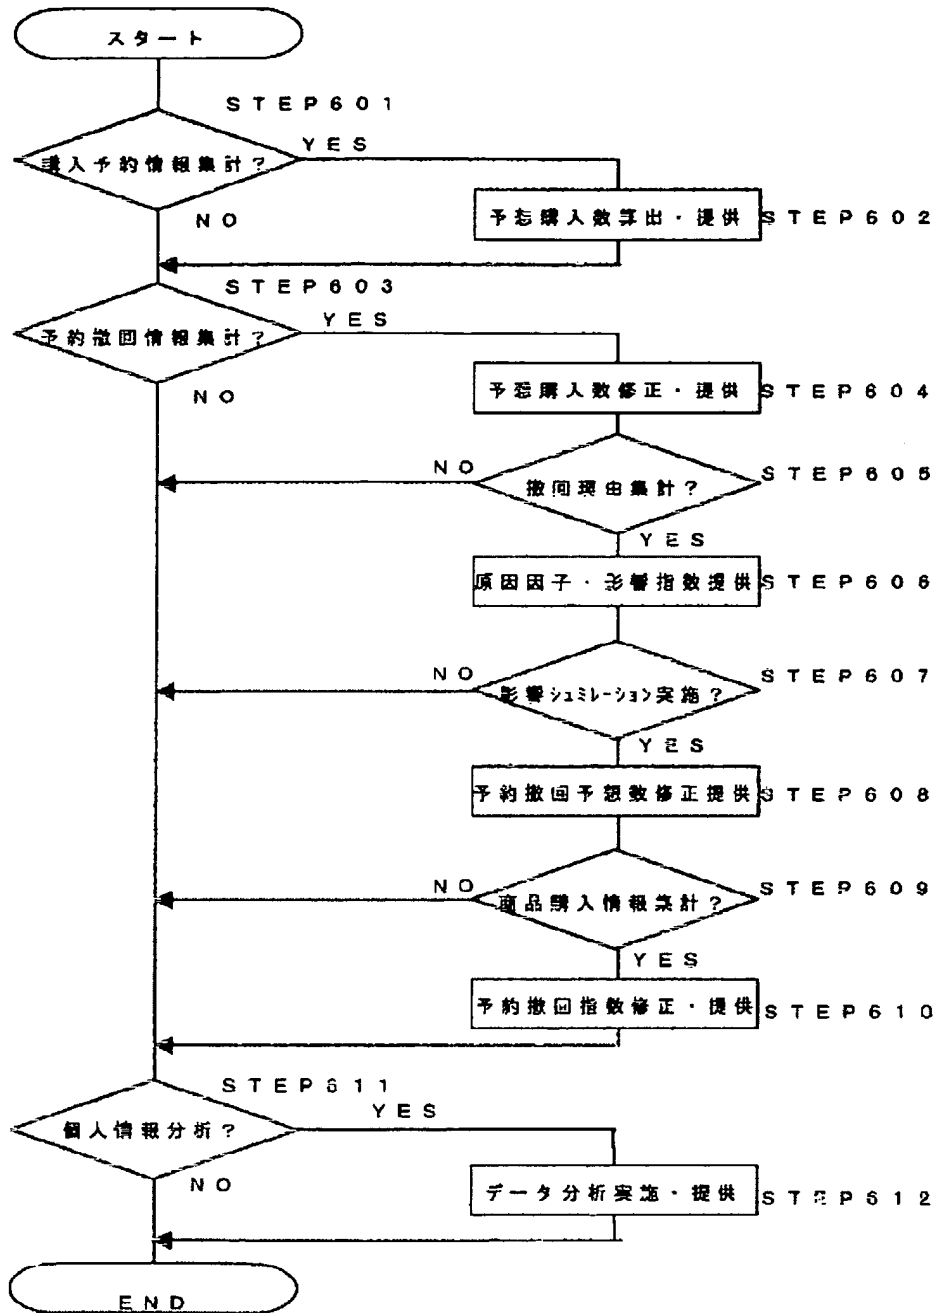 スタート
STEP601
購入予約情報集計?
YES
NO
予想購入数算出・提供
STEP602
STEP603
予約撤回情報集計?
YES
NO
予想購入数修正・提供
STEP604
撤回理由集計?
STEP605
NO
YES
原因因子・影響指数提供
STEP606
影響シュミレーション実施?
STEP607
NO
YES
予約撤回予想数修正提供
STEP608
商品購入情報集計?
STEP609
NO
YES
予約撤回指数修正・提供
STEP610
STEP611
個人情報分析?
YES
NO
データ分析実施・提供
STEP612
END